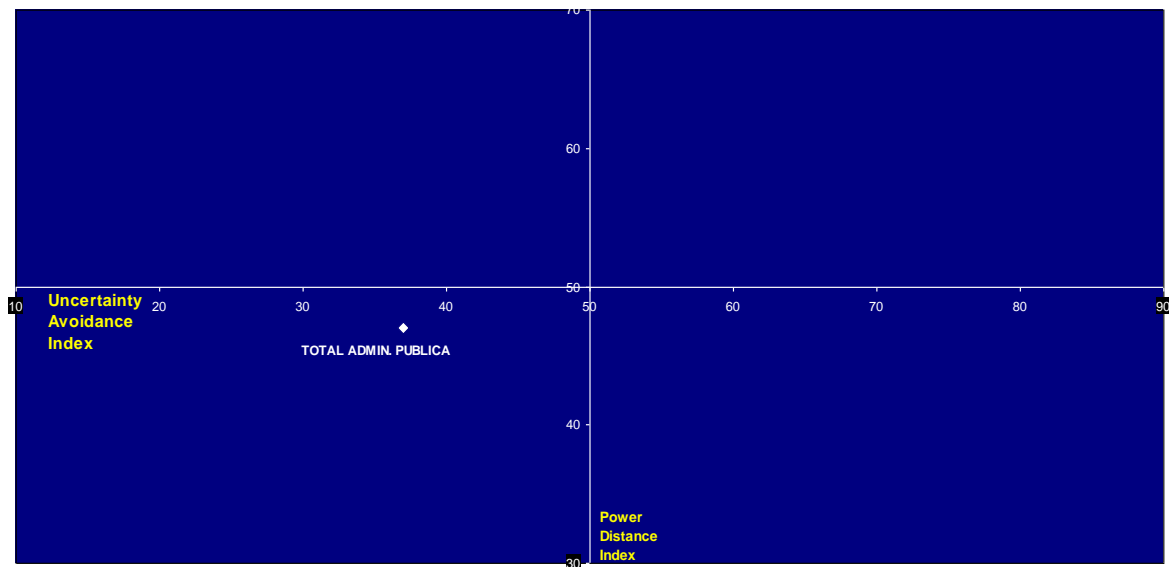 70
60
50
10 20 30 40 50 60 70 80 90
Uncertainty
Avoidance
Index
TOTAL ADMIN. PUBLICA
40
Power
Distance
Index
30